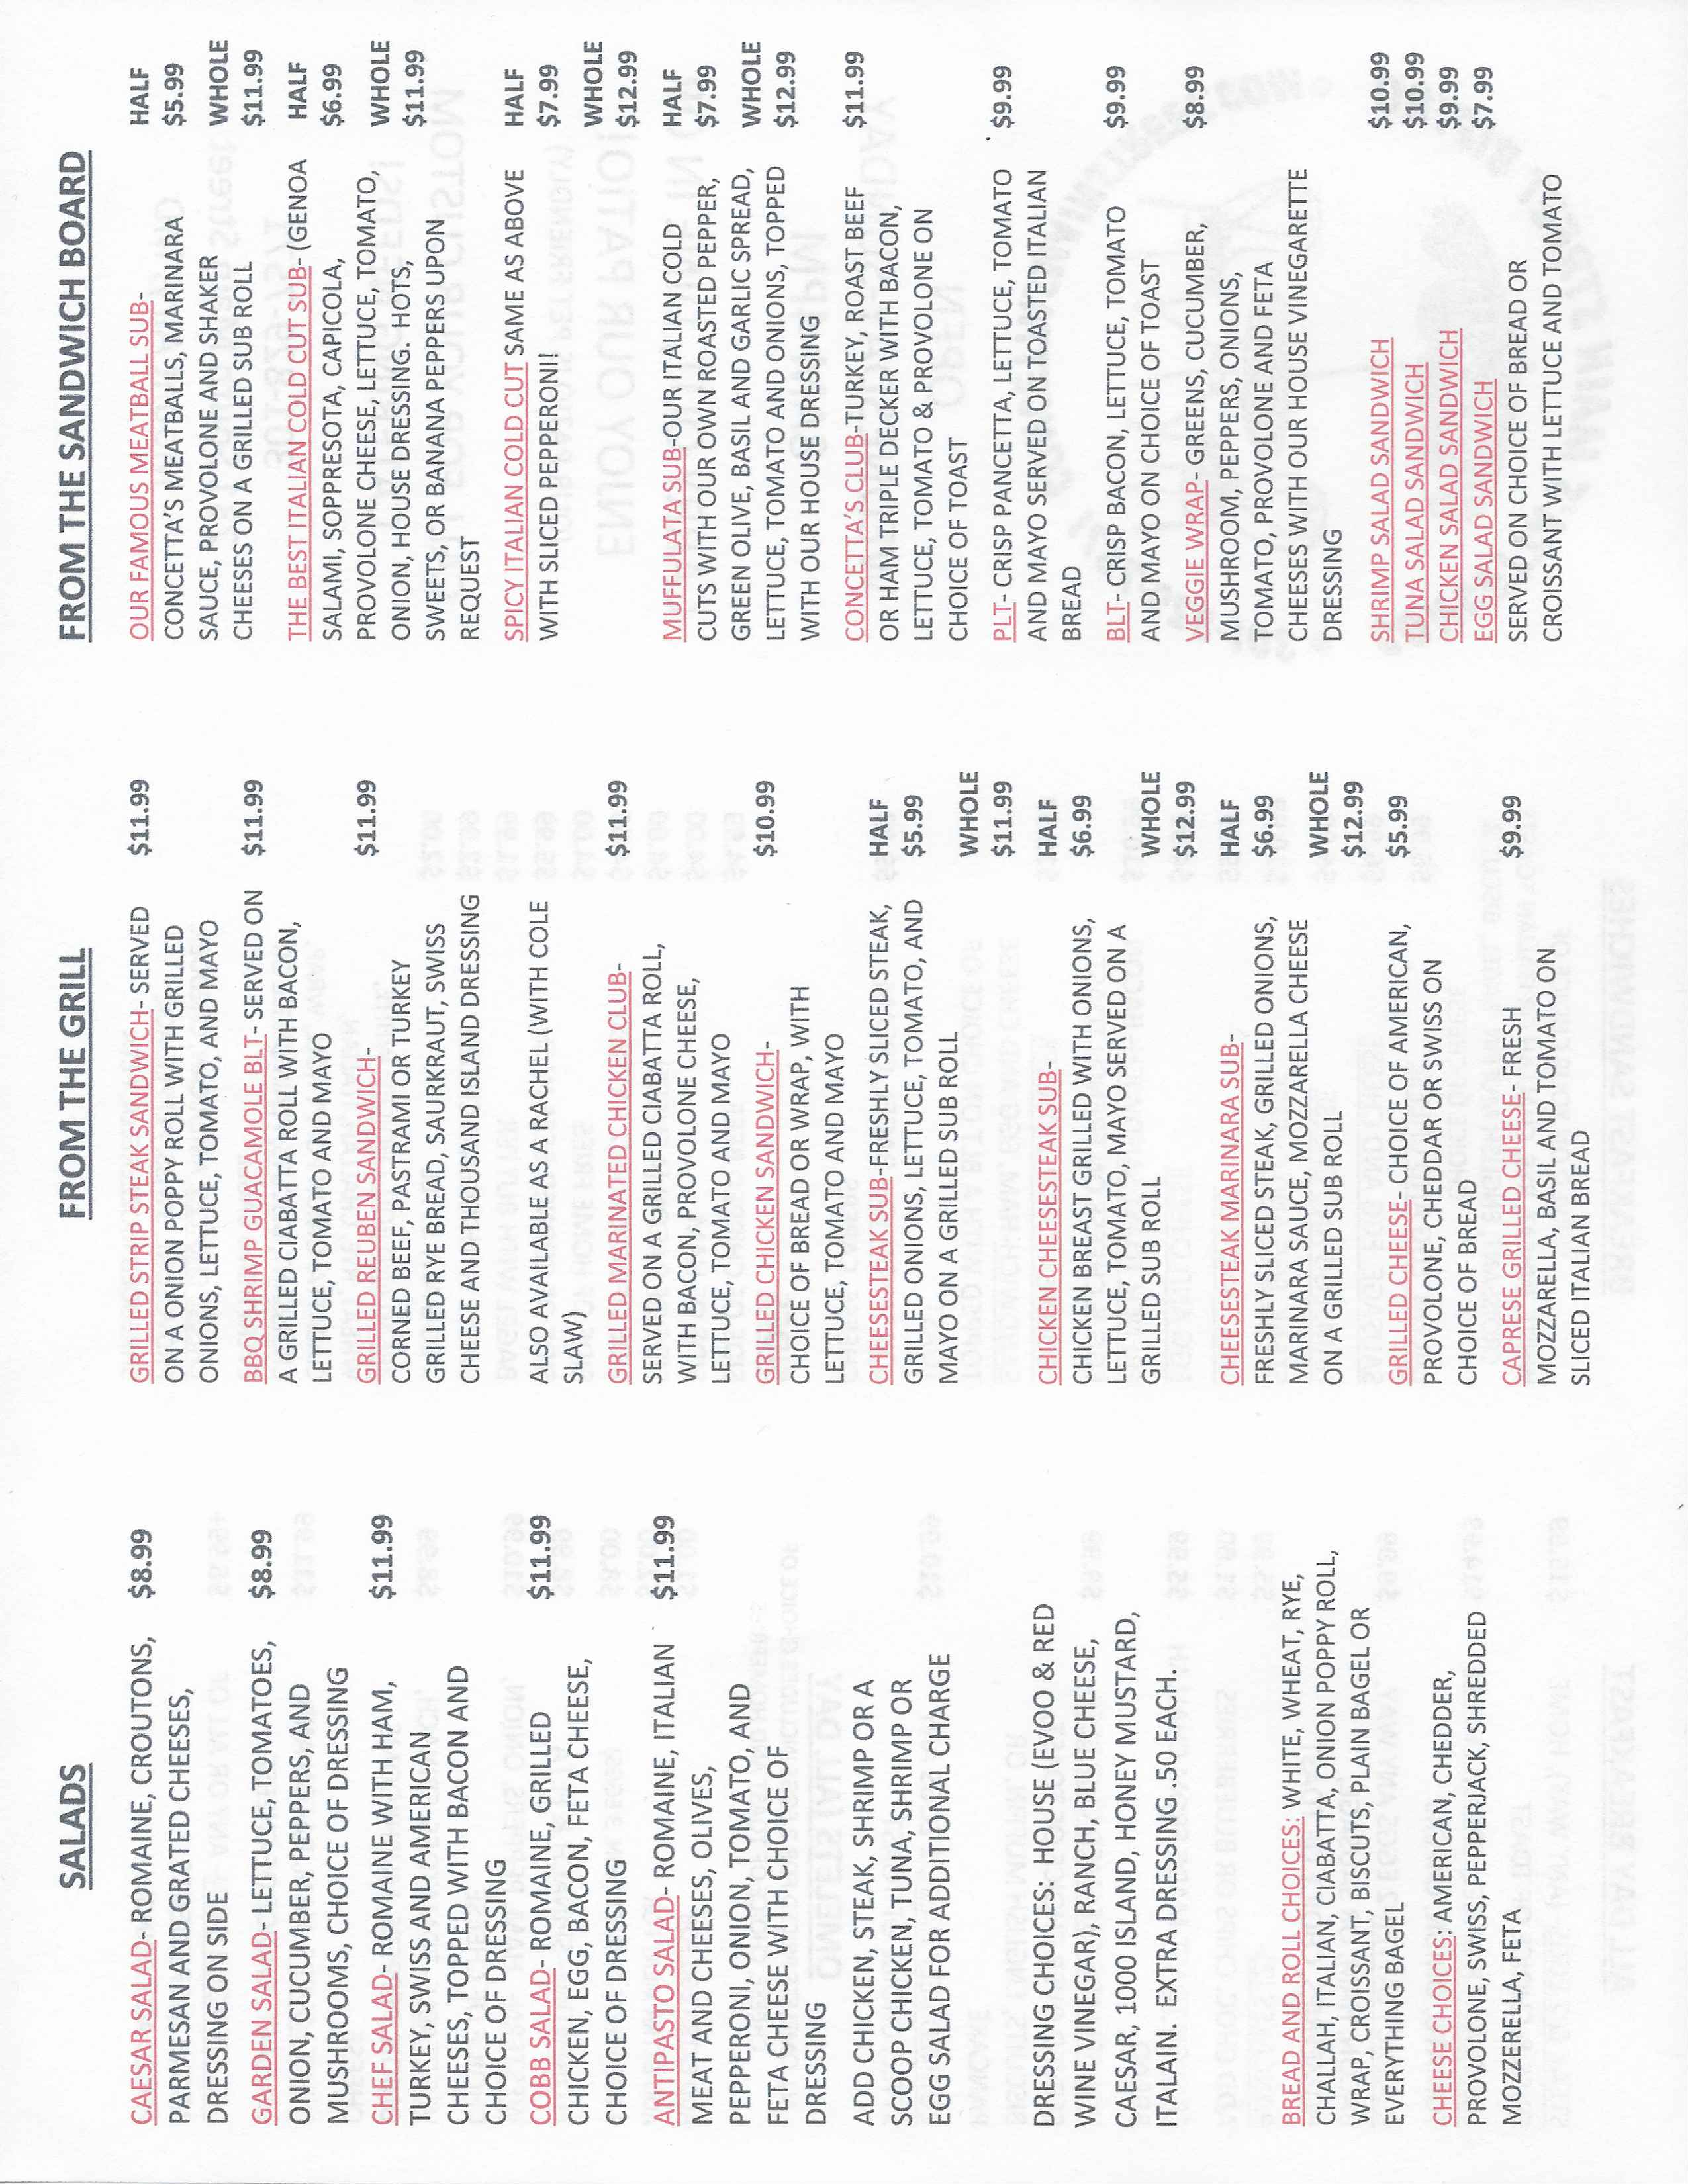 SALADS
CAESAR SALAD- ROMAINE, CROUTONS, $8.99
PARMESAN AND GRATED CHEESES,
DRESSING ON SIDE
GARDEN SALAD- LETTUCE, TOMATOES, $8.99
ONION, CUCUMBER, PEPPERS, AND
MUSHROOMS, CHOICE OF DRESSING
CHEF SALAD- ROMAINE WITH HAM, $11.99
TURKEY, SWISS AND AMERICAN
CHEESES, TOPPED WITH BACON AND
CHOICE OF DRESSING
COBB SALAD- ROMAINE, GRILLED $11.99
CHICKEN, EGG, BACON, FETA CHEESE,
CHOICE OF DRESSING
ANTIPASTO SALAD- ROMAINE, ITALIAN $11.99
MEAT AND CHEESES, OLIVES,
PEPPERONI, ONION, TOMATO, AND
FETA CHEESE WITH CHOICE OF
DRESSING
ADD CHICKEN, STEAK, SHRIMP OR A
SCOOP CHICKEN, TUNA, SHRIMP OR
EGG SALAD FOR ADDITIONAL CHARGE
DRESSING CHOICES: HOUSE (EVOO & RED
WINE VINEGAR), RANCH, BLUE CHEESE,
CAESAR, 1000 ISLAND, HONEY MUSTARD,
ITALAIN. EXTRA DRESSING .50 EACH.
BREAD AND ROLL CHOICES: WHITE, WHEAT, RYE,
CHALLAH, ITALIAN, CIABATTA, ONION POPPY ROLL,
WRAP, CROISSANT, BISCUTS, PLAIN BAGEL OR
EVERYTHING BAGEL
CHEESE CHOICES: AMERICAN, CHEDDER,
PROVOLONE, SWISS, PEPPERJACK, SHREDDED
MOZZERELLA, FETA
FROM THE GRILL
GRILLED STRIP STEAK SANDWICH- SERVED $11.99
ON A ONION POPPY ROLL WITH GRILLED
ONIONS, LETTUCE, TOMATO, AND MAYO
BBQ SHRIMP GUACAMOLE BLT- SERVED ON $11.99
A GRILLED CIABATTA ROLL WITH BACON,
LETTUCE, TOMATO AND MAYO
GRILLED REUBEN SANDWICH- $11.99
CORNED BEEF, PASTRAMI OR TURKEY
GRILLED RYE BREAD, SAURKRAUT, SWISS
CHEESE AND THOUSAND ISLAND DRESSING
ALSO AVAILABLE AS A RACHEL (WITH COLE
SLAW)
GRILLED MARINATED CHICKEN CLUB- $11.99
SERVED ON A GRILLED CIABATTA ROLL,
WITH BACON, PROVOLONE CHEESE,
LETTUCE, TOMATO AND MAYO
GRILLED CHICKEN SANDWICH- $10.99
CHOICE OF BREAD OR WRAP, WITH
LETTUCE, TOMATO AND MAYO
CHEESESTEAK SUB-FRESHLY SLICED STEAK, HALF
GRILLED ONIONS, LETTUCE, TOMATO, AND $5.99
MAYO ON A GRILLED SUB ROLL
WHOLE
$11.99
CHICKEN CHEESESTEAK SUB- HALF
CHICKEN BREAST GRILLED WITH ONIONS, $6.99
LETTUCE, TOMATO, MAYO SERVED ON A
GRILLED SUB ROLL WHOLE
$12.99
CHEESESTEAK MARINARA SUB- HALF
FRESHLY SLICED STEAK, GRILLED ONIONS, $6.99
MARINARA SAUCE, MOZZARELLA CHEESE
ON A GRILLED SUB ROLL WHOLE
$12.99
GRILLED CHEESE- CHOICE OF AMERICAN, $5.99
PROVOLONE, CHEDDAR OR SWISS ON
CHOICE OF BREAD
CAPRESE GRILLED CHEESE- FRESH $9.99
MOZZARELLA, BASIL AND TOMATO ON
SLICED ITALIAN BREAD
FROM THE SANDWICH BOARD
OUR FAMOUS MEATBALL SUB- HALF
CONCETTA'S MEATBALLS, MARINARA $5.99
SAUCE, PROVOLONE AND SHAKER WHOLE
CHEESES ON A GRILLED SUB ROLL $11.99
THE BEST ITALIAN COLD CUT SUB- (GENOA HALF
SALAMI, SOPPRESOTA, CAPICOLA, $6.99
PROVOLONE CHEESE, LETTUCE, TOMATO, WHOLE
ONION, HOUSE DRESSING. HOTS, $11.99
SWEETS, OR BANANA PEPPERS UPON
REQUEST
SPICY ITALIAN COLD CUT SAME AS ABOVE HALF
WITH SLICED PEPPERONI! $7.99
WHOLE
$12.99
MUFFULATA SUB-OUR ITALIAN COLD HALF
CUTS WITH OUR OWN ROASTED PEPPER, $7.99
GREEN OLIVE, BASIL AND GARLIC SPREAD, WHOLE
LETTUCE, TOMATO AND ONIONS, TOPPED $12.99
WITH OUR HOUSE DRESSING
CONCETTA'S CLUB-TURKEY, ROAST BEEF $11.99
OR HAM TRIPLE DECKER WITH BACON,
LETTUCE, TOMATO & PROVOLONE ON
CHOICE OF TOAST
PLT- CRISP PANCETTA, LETTUCE, TOMATO $9.99
AND MAYO SERVED ON TOASTED ITALIAN
BREAD
BLT- CRISP BACON, LETTUCE, TOMATO $9.99
AND MAYO ON CHOICE OF TOAST
VEGGIE WRAP- GREENS, CUCUMBER, $8.99
MUSHROOM, PEPPERS, ONIONS,
TOMATO, PROVOLONE AND FETA
CHEESES WITH OUR HOUSE VINEGARETTE
DRESSING
SHRIMP SALAD SANDWICH $10.99
TUNA SALAD SANDWICH $10.99
CHICKEN SALAD SANDWICH $9.99
EGG SALAD SANDWICH $7.99
SERVED ON CHOICE OF BREAD OR
CROISSANT WITH LETTUCE AND TOMATO